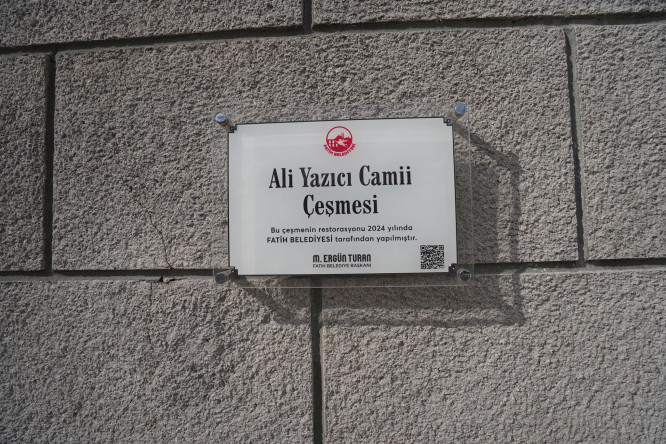 FATİH BELEDİYESİ
Ali Yazıcı Camii
Çeşmesi
Bu çeşmenin restorasyonu 2024 yılında
FATİH BELEDİYESİ tarafından yapılmıştır.
M. ERGÜN TURAN
FATİH BELEDİYE BAŞKANI